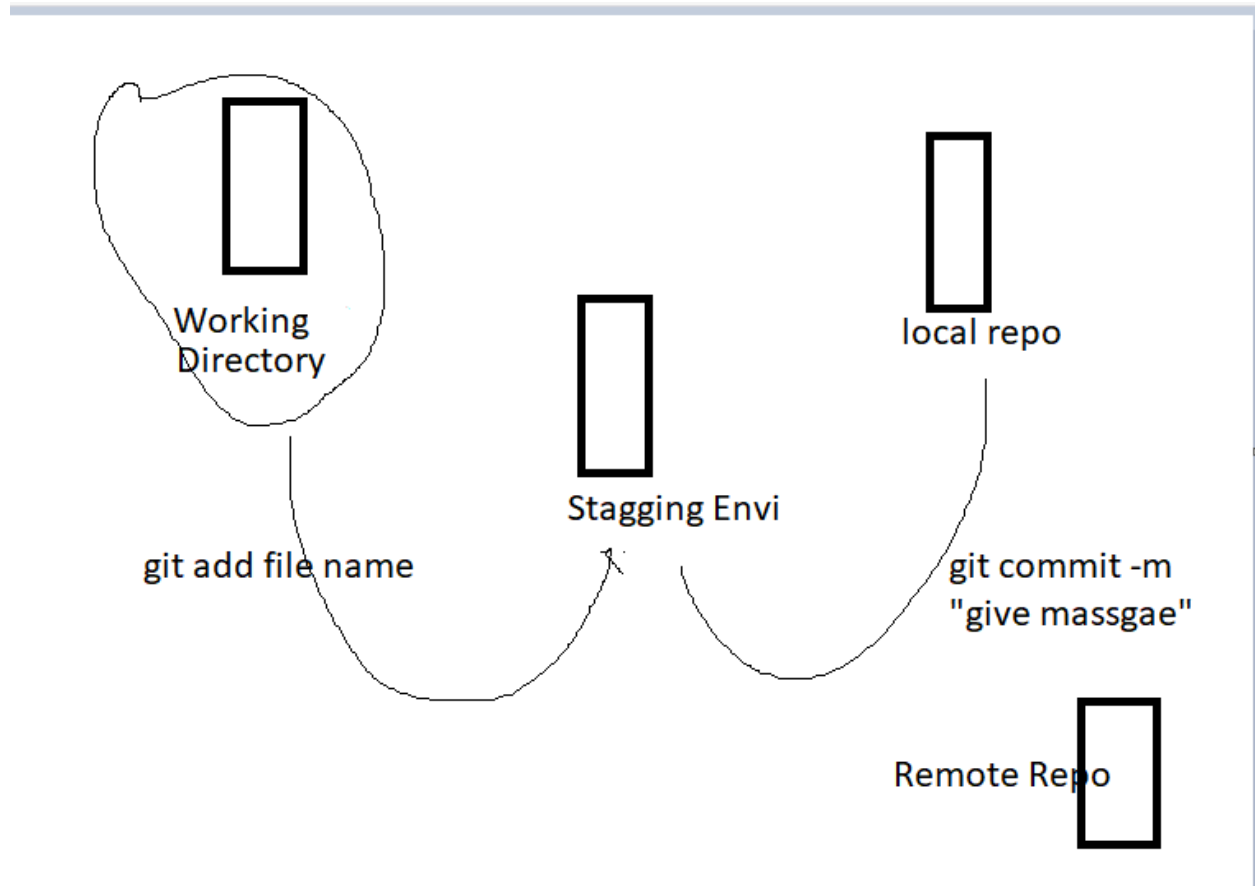 Working
Directory
local repo
Stagging Envi
git add file name
git commit -m
"give massgae"
Remote Repo